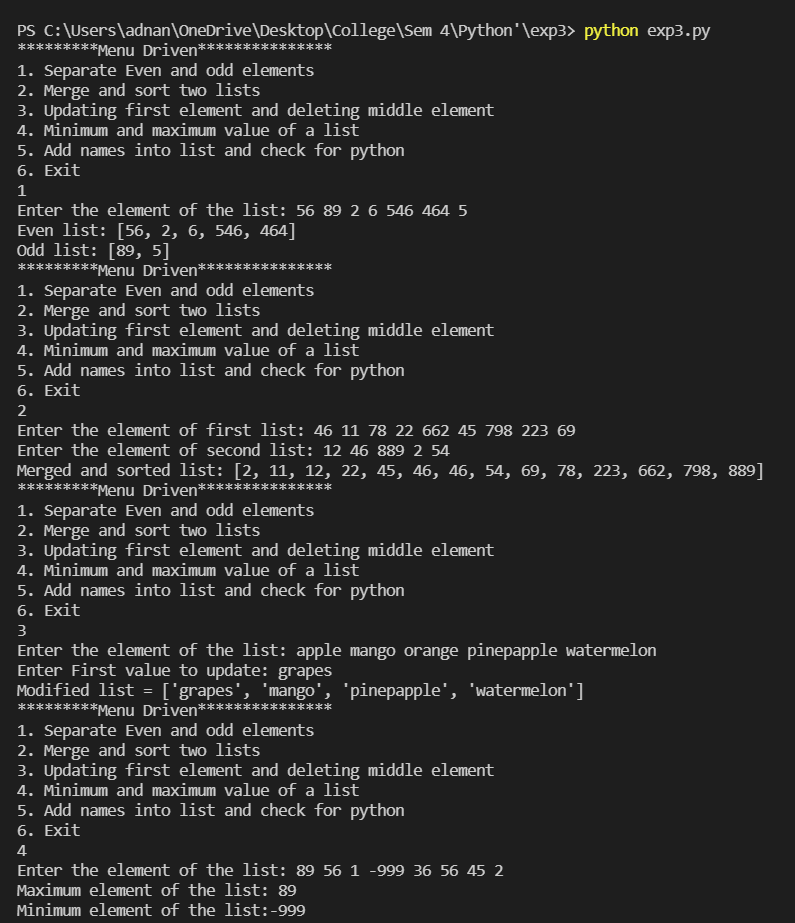 PS C:\Users\adnan\OneDrive\Desktop\College\Sem 4\Python'\exp3> python exp3.py
*********Menu Driven***************
1. Separate Even and odd elements
2. Merge and sort two lists
3. Updating first element and deleting middle element
4. Minimum and maximum value of a list
5. Add names into list and check for python
6. Exit
1
Enter the element of the list: 56 89 2 6 546 464 5
Even list: [56, 2, 6, 546, 464]
Odd list: [89, 5]
*********Menu Driven***************
1. Separate Even and odd elements
2. Merge and sort two lists
3. Updating first element and deleting middle element
4. Minimum and maximum value of a list
5. Add names into list and check for python
6. Exit
2
Enter the element of first list: 46 11 78 22 662 45 798 223 69
Enter the element of second list: 12 46 889 2 54
Merged and sorted list: [2, 11, 12, 22, 45, 46, 46, 54, 69, 78, 223, 662, 798, 889]
*********Menu Driven***************
1. Separate Even and odd elements
2. Merge and sort two lists
3. Updating first element and deleting middle element
4. Minimum and maximum value of a list
5. Add names into list and check for python
6. Exit
3
Enter the element of the list: apple mango orange pinepapple watermelon
Enter First value to update: grapes
Modified list = ['grapes', 'mango', 'pinepapple', 'watermelon']
*********Menu Driven***************
1. Separate Even and odd elements
2. Merge and sort two lists
3. Updating first element and deleting middle element
4. Minimum and maximum value of a list
5. Add names into list and check for python
6. Exit
4
Enter the element of the list: 89 56 1 -999 36 56 45 2
Maximum element of the list: 89
Minimum element of the list:-999